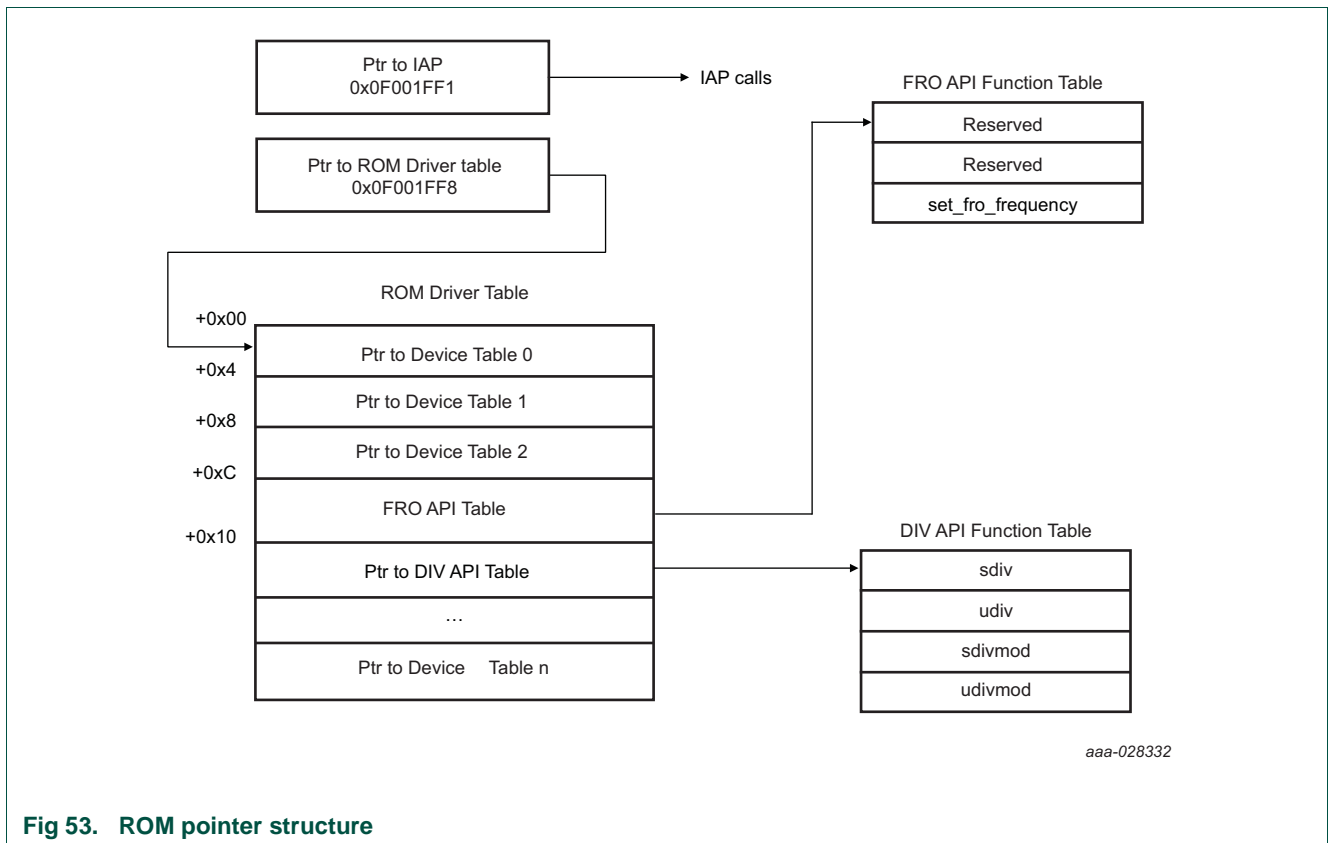 Ptr to IAP
0x0F001FF1
IAP calls
Ptr to ROM Driver table
0x0F001FF8
FRO API Function Table
Reserved
Reserved
set_fro_frequency
ROM Driver Table
+0x00
Ptr to Device Table 0
+0x4
Ptr to Device Table 1
+0x8
Ptr to Device Table 2
+0xC
FRO API Table
+0x10
Ptr to DIV API Table
...
Ptr to Device Table n
DIV API Function Table
sdiv
udiv
sdivmod
udivmod
aaa-028332
Fig 53. ROM pointer structure